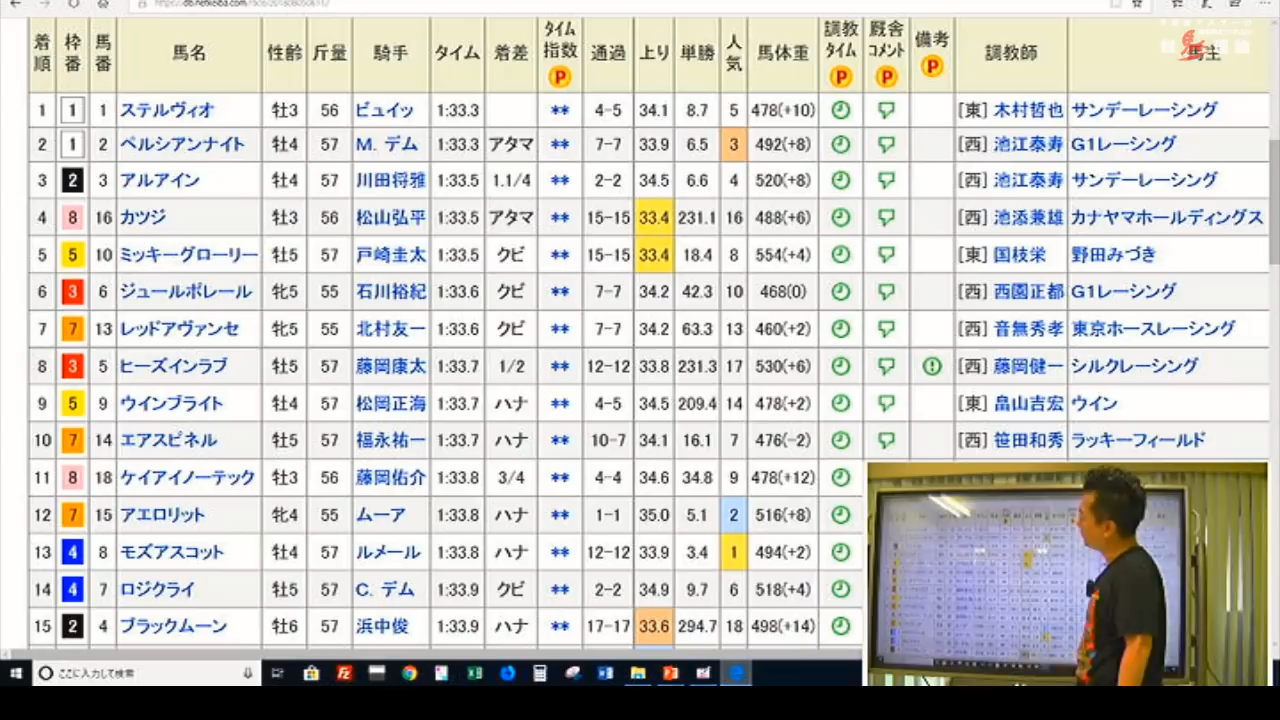 着順 枠番 馬番 馬名 性齢 斤量 騎手 タイム 着差 タイム指数 通過 上り 単勝 人気 馬体重 調教タイム 厩舎コメント 備考 調教師 馬主
P P P P
1 1 1 ステルヴィオ 牡3 56 ビュイッ 1:33.3 ** 4-5 34.1 8.7 5 478(+10) [東] 木村哲也 サンデーレーシング
2 1 2 ペルシアンナイト 牡4 57 M. デム 1:33.3 アタマ ** 7-7 33.9 6.5 3 492(+8) [西] 池江泰寿 G1レーシング
3 2 3 アルアイン 牡4 57 川田将雅 1:33.5 1.1/4 ** 2-2 34.5 6.6 4 520(+8) [西] 池江泰寿 サンデーレーシング
4 8 16 カツジ 牡3 56 松山弘平 1:33.5 アタマ ** 15-15 33.4 231.1 16 488(+6) [西] 池添兼雄 カナヤマホールディングス
5 5 10 ミッキーグローリー 牡5 57 戸崎圭太 1:33.5 クビ ** 15-15 33.4 18.4 8 554(+4) [東] 国枝栄 野田みづき
6 3 6 ジュールポレール 牝5 55 石川裕紀 1:33.6 クビ ** 7-7 34.2 42.3 10 468(0) [西] 西園正都 G1レーシング
7 7 13 レッドアヴァンセ 牝5 55 北村友一 1:33.6 クビ ** 7-7 34.2 63.3 13 460(+2) [西] 音無秀孝 東京ホースレーシング
8 3 5 ヒーズインラブ 牡5 57 藤岡康太 1:33.7 1/2 ** 12-12 33.8 231.3 17 530(+6) [西] 藤岡健一 シルクレーシング
9 5 9 ウインブライト 牡4 57 松岡正海 1:33.7 ハナ ** 4-5 34.5 209.4 14 478(+2) [東] 畠山吉宏 ウイン
10 7 14 エアスピネル 牡5 57 福永祐一 1:33.7 ハナ ** 10-7 34.1 16.1 7 476(-2) [西] 笹田和秀 ラッキーフィールド
11 8 18 ケイアイノーテック 牡3 56 藤岡佑介 1:33.8 3/4 ** 4-4 34.6 34.8 9 478(+12)
12 7 15 アエロリット 牝4 55 ムーア 1:33.8 ハナ ** 1-1 35.0 5.1 2 516(+8)
13 4 8 モズアスコット 牡4 57 ルメール 1:33.8 ハナ ** 12-12 33.9 3.4 1 494(+2)
14 4 7 ロジクライ 牡5 57 C. デム 1:33.9 クビ ** 2-2 34.9 9.7 6 518(+4)
15 2 4 ブラックムーン 牡6 57 浜中俊 1:33.9 ハナ ** 17-17 33.6 294.7 18 498(+14)
ここに入力して検索